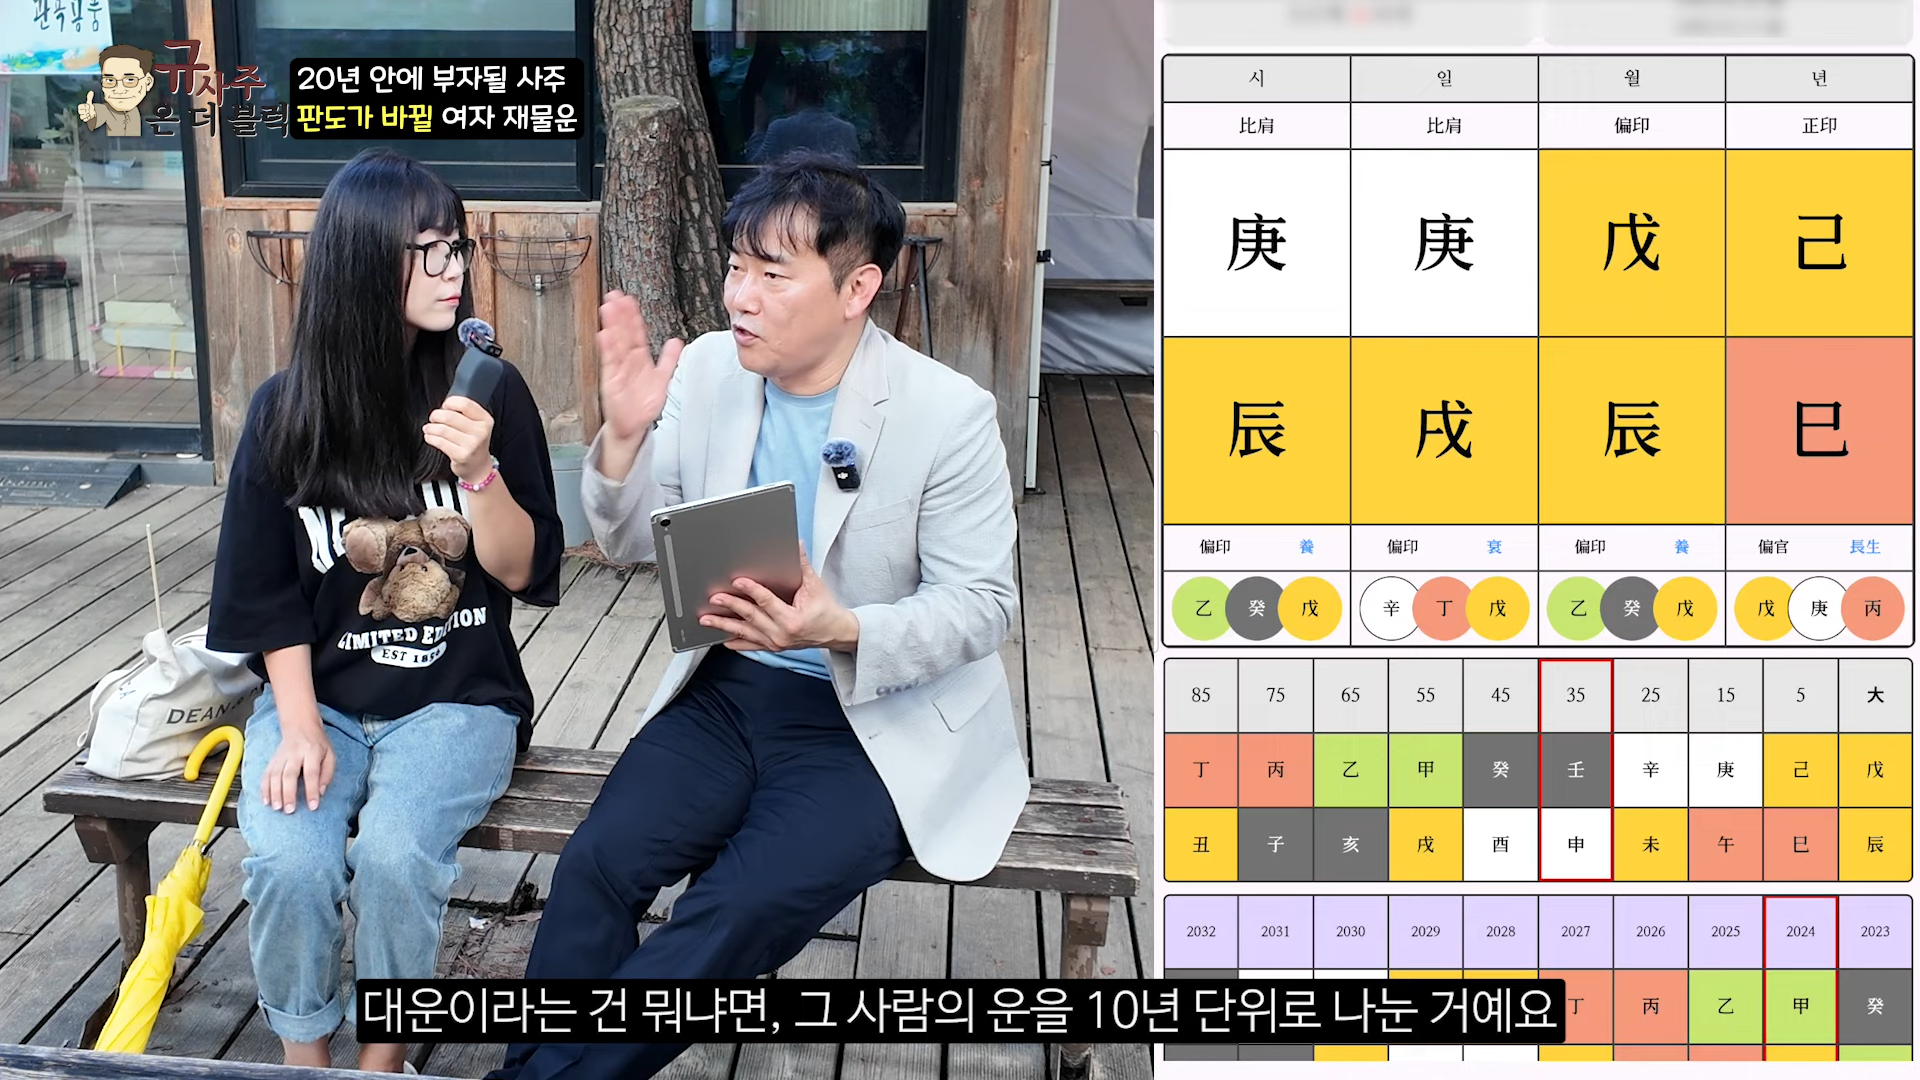 규사주
온 더 블럭
20년 안에 부자될 사주
판도가 바뀔 여자 재물운
LIMITED EDITION
DEAN
시 일 월 년
比肩 比肩 偏印 正印
庚 庚 戊 己
辰 戌 辰 巳
偏印 養 偏印 衰 偏印 養 偏官 長生
乙 癸 戊 辛 丁 戊 乙 癸 戊 戊 庚 丙
85 75 65 55 45 35 25 15 5 大
丁 丙 乙 甲 癸 壬 辛 庚 己 戊
丑 子 亥 戌 酉 申 未 午 巳 辰
2032 2031 2030 2029 2028 2027 2026 2025 2024 2023
丁 丙 乙 甲 癸
대운이라는 건 뭐냐면, 그 사람의 운을 10년 단위로 나눈 거예요